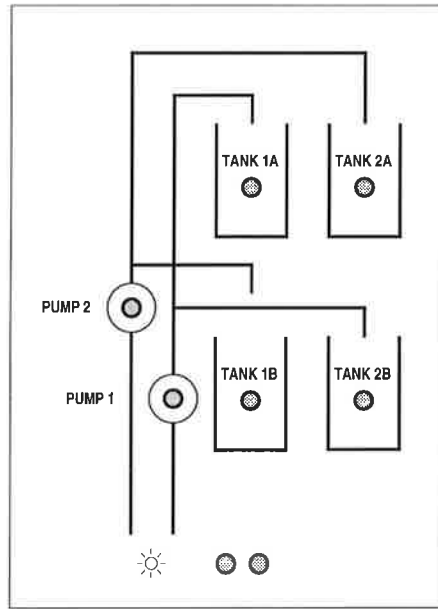 TANK 1A
TANK 2A
PUMP 2
PUMP 1
TANK 1B
TANK 2B